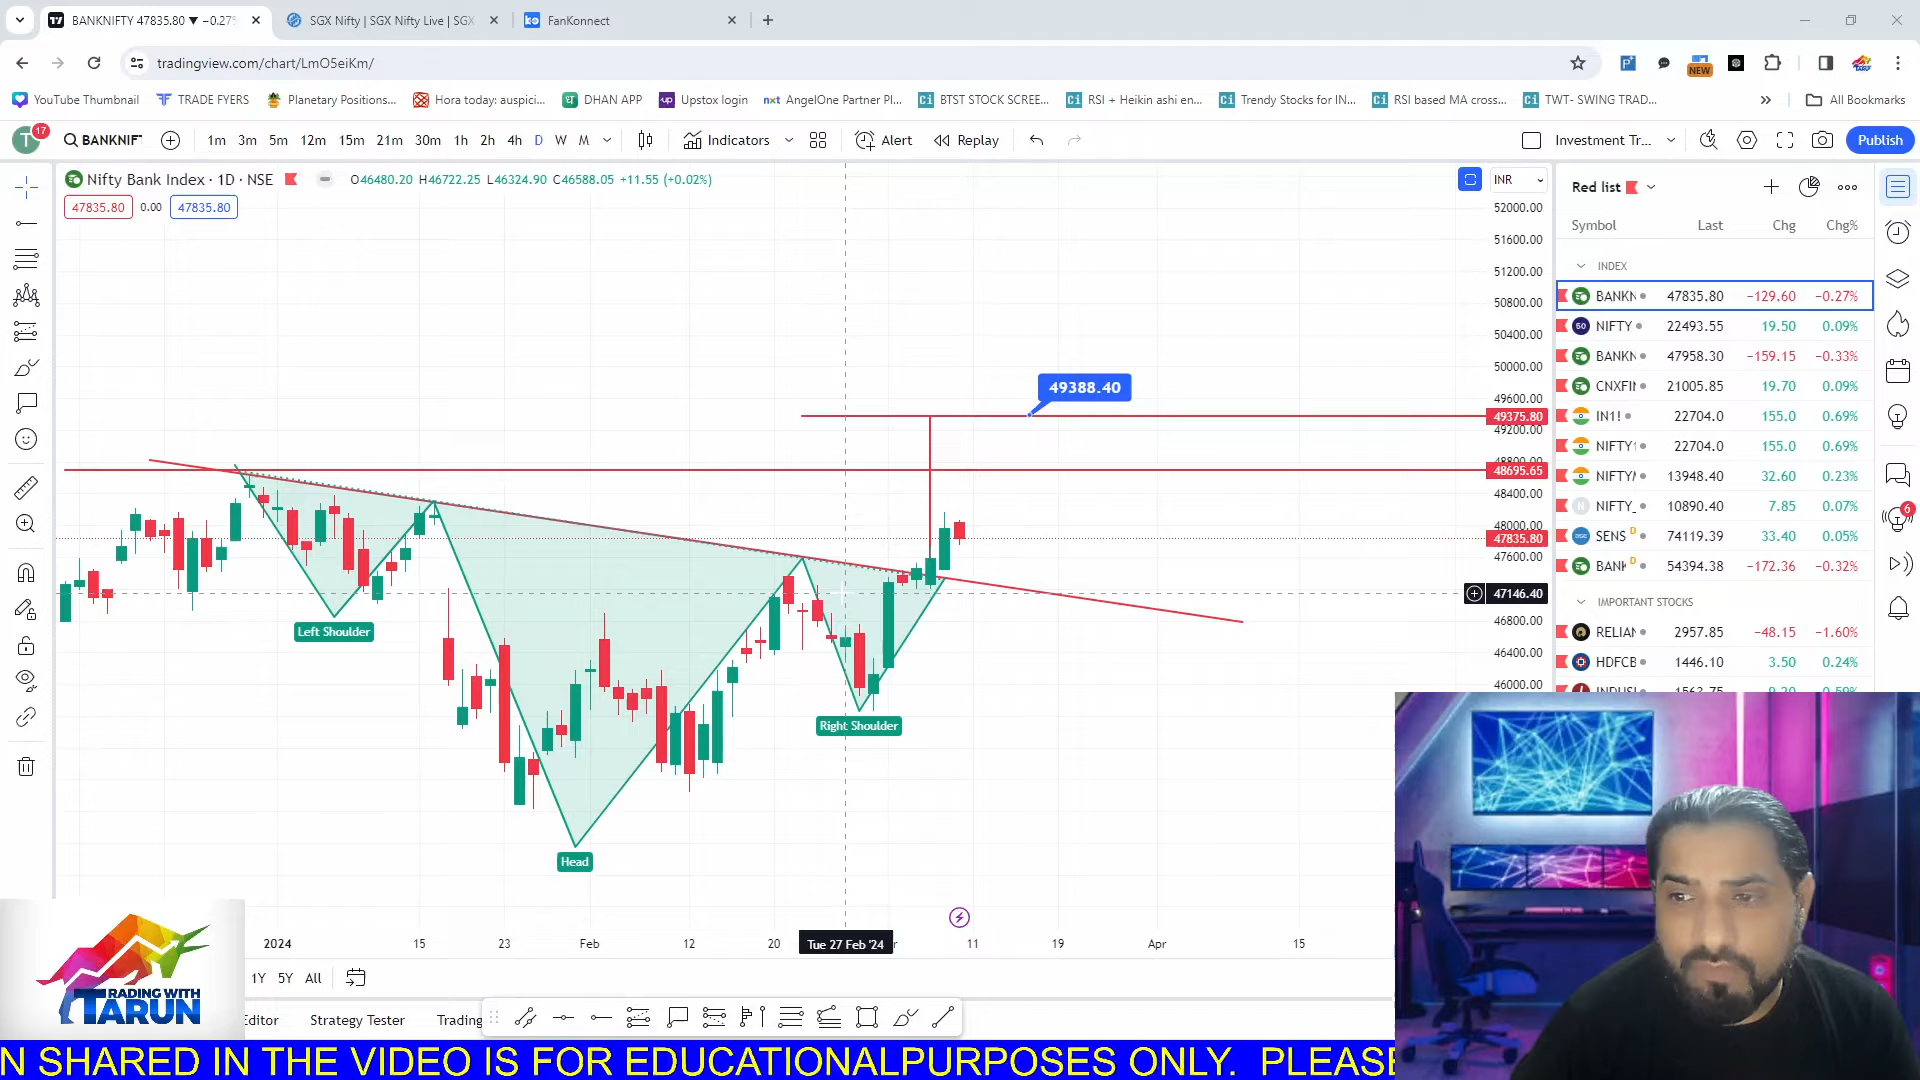 BANKNIFTY 47835.80 ▼ −0.27%
SGX Nifty | SGX Nifty Live | SGX
FanKonnect
tradingview.com/chart/LmO5eiKm/
NEW
YouTube Thumbnail
TRADE FYERS
Planetary Positions...
Hora today: auspici...
DHAN APP
Upstox login
AngelOne Partner Pl...
BTST STOCK SCREE...
RSI + Heikin ashi en...
Trendy Stocks for IN...
RSI based MA cross...
TWT- SWING TRAD...
All Bookmarks
T 17
BANKNIF
1m 3m 5m 12m 15m 21m 30m 1h 2h 4h D W M
Indicators
Alert
Replay
Investment Tr...
Publish
Nifty Bank Index · 1D · NSE
O46480.20 H46722.25 L46324.90 C46588.05 +11.55 (+0.02%)
47835.80 0.00 47835.80
INR
52000.00
51600.00
51200.00
50800.00
50400.00
50000.00
49600.00
49388.40
49375.80
49200.00
48695.65
48400.00
48000.00
47835.80
47600.00
47146.40
46800.00
46400.00
46000.00
Left Shoulder
Right Shoulder
Head
2024 15 23 Feb 12 20 Tue 27 Feb '24 11 19 Apr 15
1Y 5Y All
Editor
Strategy Tester
Trading
Red list
Symbol Last Chg Chg%
INDEX
BANKN 47835.80 −129.60 −0.27%
50 NIFTY 22493.55 19.50 0.09%
BANKN 47958.30 −159.15 −0.33%
CNXFIN 21005.85 19.70 0.09%
IN1! 22704.0 155.0 0.69%
NIFTY1 22704.0 155.0 0.69%
NIFTYM 13948.40 32.60 0.23%
N NIFTY_ 10890.40 7.85 0.07%
SENS D 74119.39 33.40 0.05%
BANK D 54394.38 −172.36 −0.32%
IMPORTANT STOCKS
RELIAN 2957.85 −48.15 −1.60%
HDFCB 1446.10 3.50 0.24%
6
TRADING WITH
TARUN
N SHARED IN THE VIDEO IS FOR EDUCATIONALPURPOSES ONLY. PLEASE